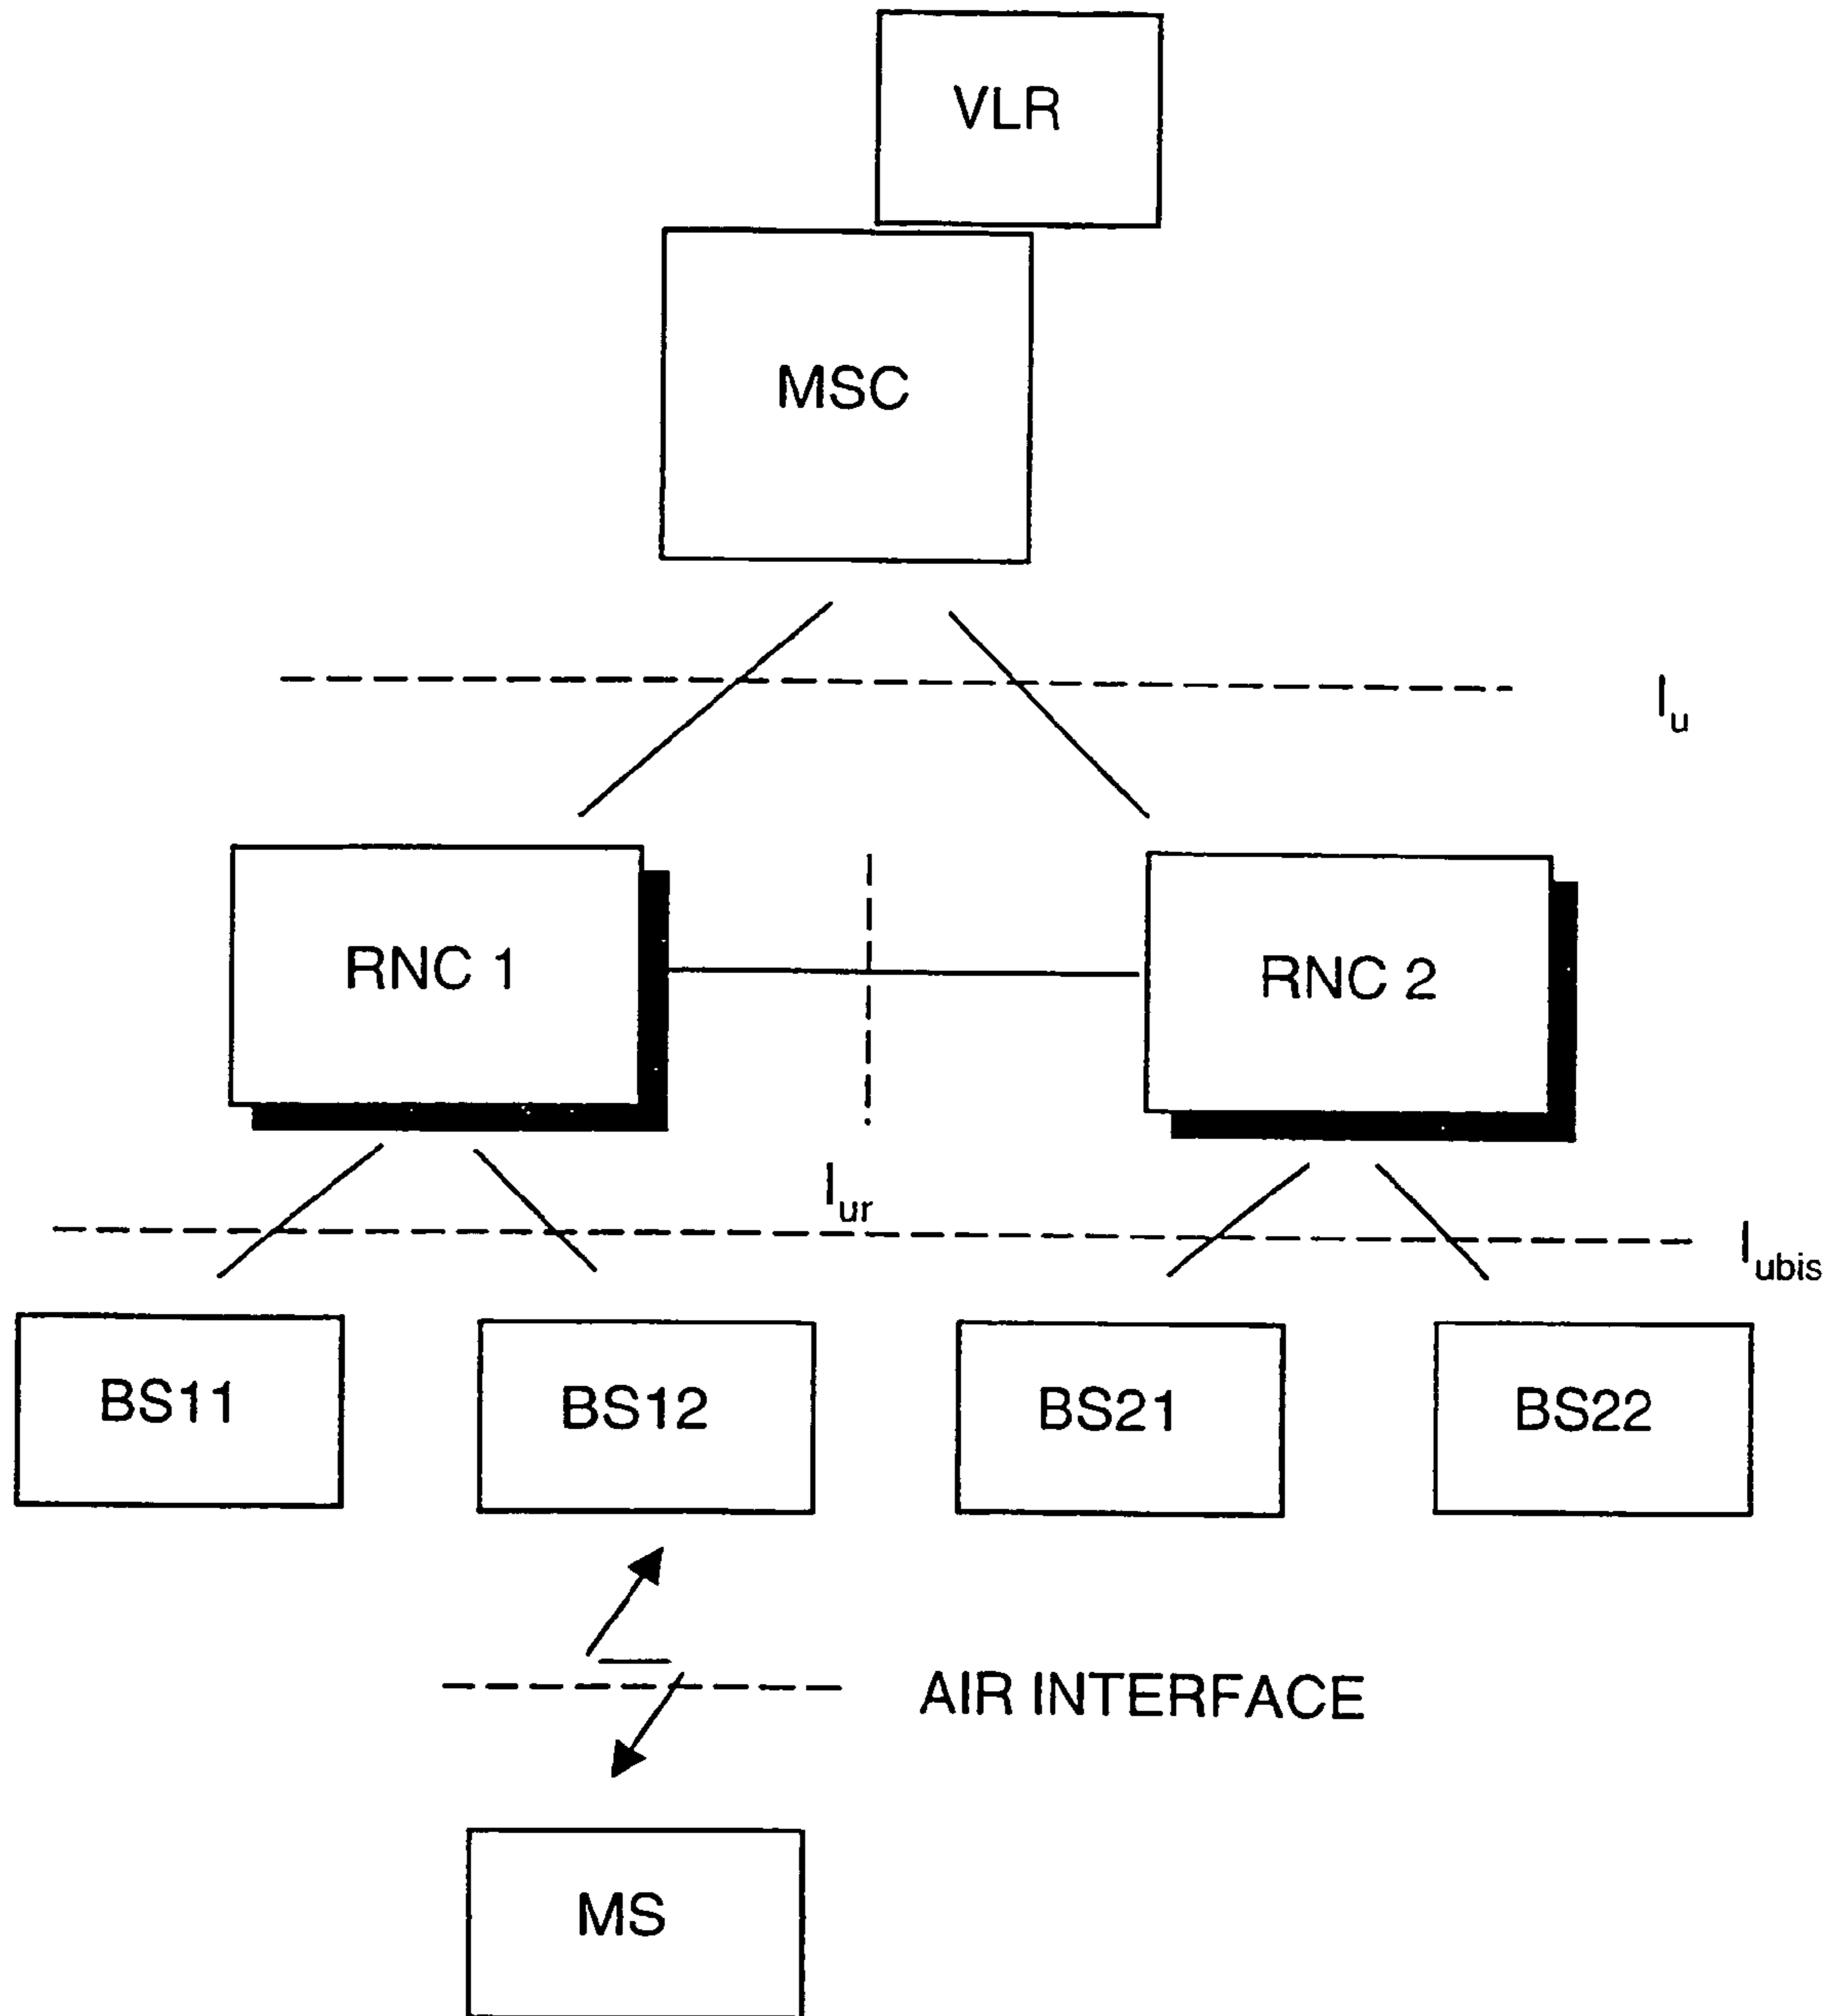 VLR
MSC
Iu
RNC 1
RNC 2
Iur
Iubis
BS11
BS12
BS21
BS22
AIR INTERFACE
MS